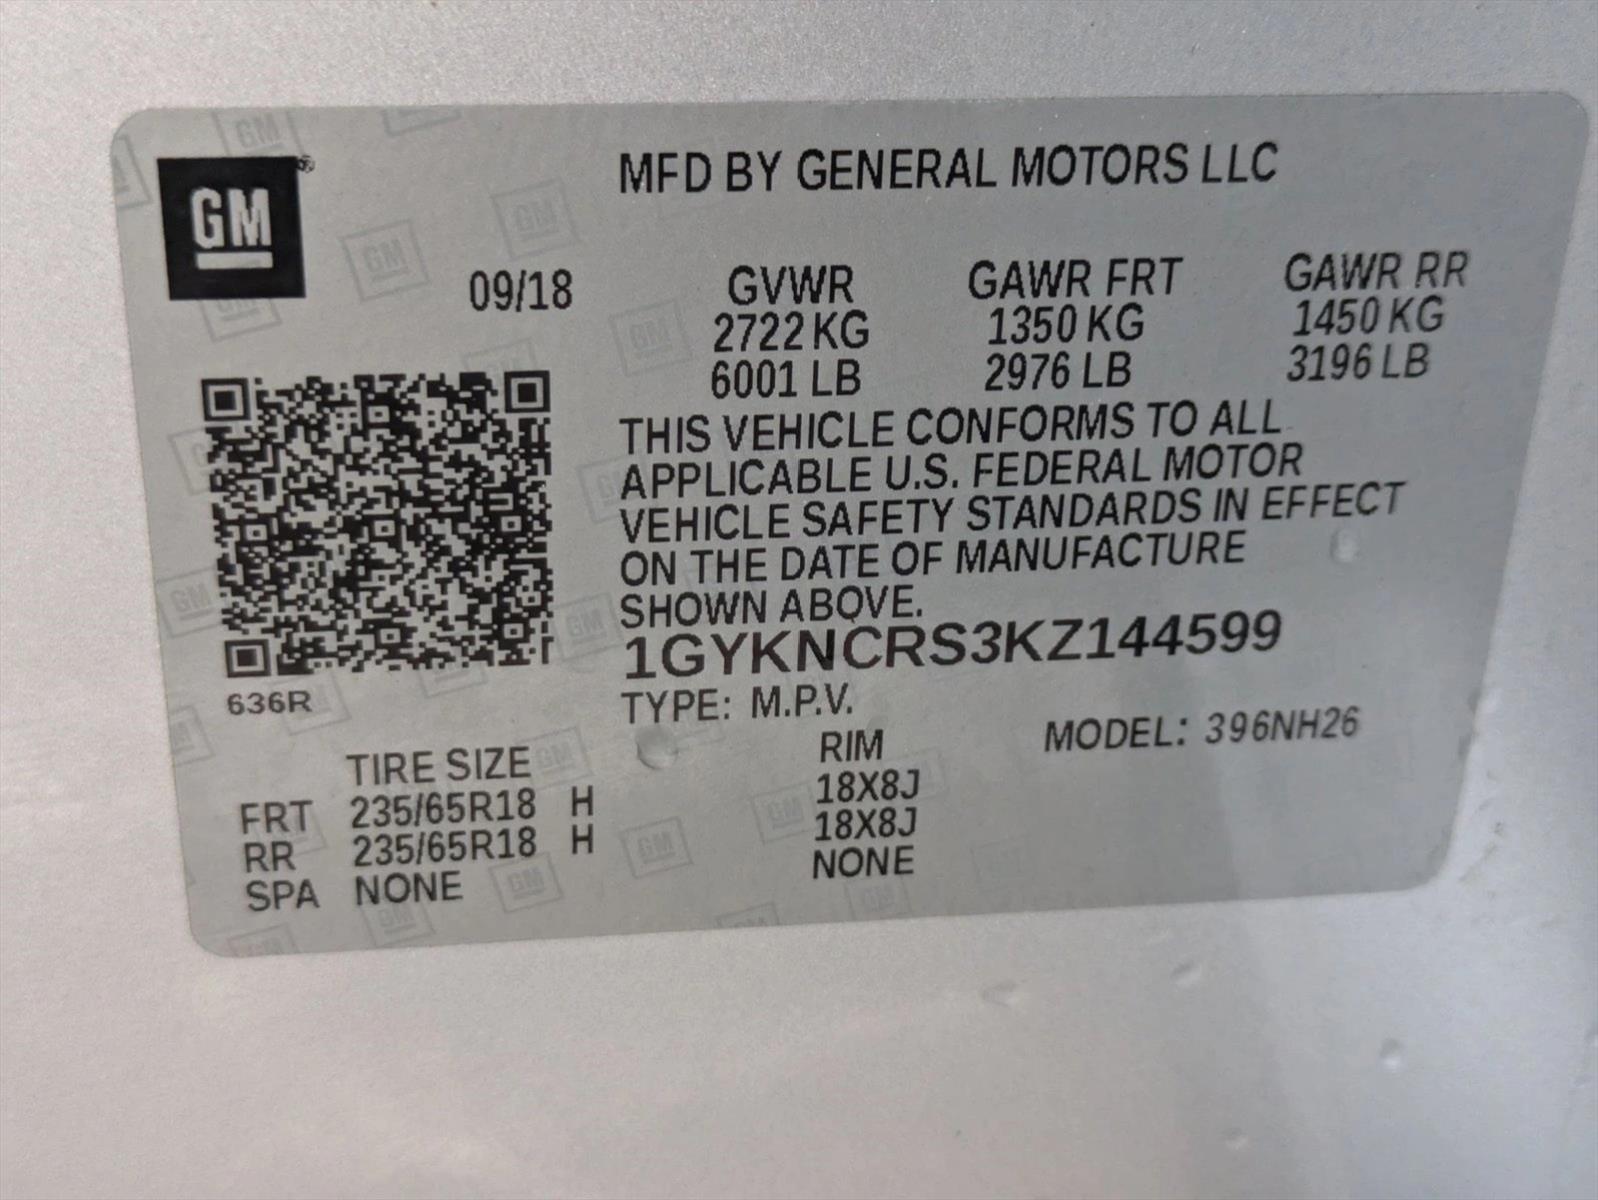 GM®
MFD BY GENERAL MOTORS LLC
09/18
GVWR GAWR FRT GAWR RR
2722 KG 1350 KG 1450 KG
6001 LB 2976 LB 3196 LB
THIS VEHICLE CONFORMS TO ALL
APPLICABLE U.S. FEDERAL MOTOR
VEHICLE SAFETY STANDARDS IN EFFECT
ON THE DATE OF MANUFACTURE
SHOWN ABOVE.
1GYKNCRS3KZ144599
636R
TYPE: M.P.V. MODEL: 396NH26
TIRE SIZE RIM
FRT 235/65R18 H 18X8J
RR 235/65R18 H 18X8J
SPA NONE NONE